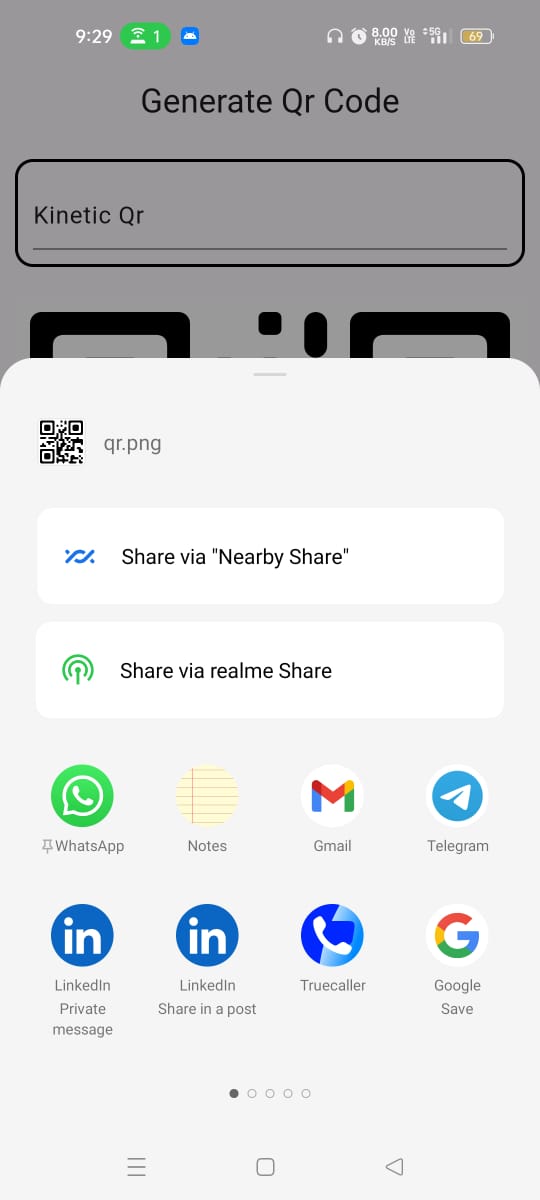 9:29 1 8.00 KB/S Vo LTE 5G 69
Generate Qr Code
Kinetic Qr
qr.png
Share via "Nearby Share"
Share via realme Share
WhatsApp Notes Gmail Telegram
LinkedIn LinkedIn Truecaller Google
Private Share in a post Save
message